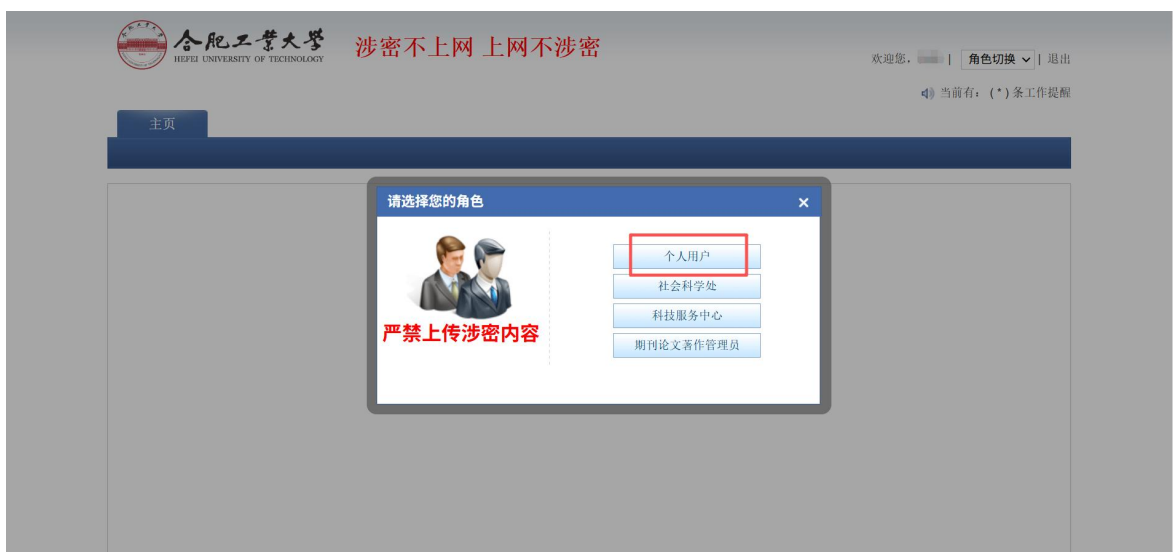 合肥工业大学
HEFEI UNIVERSITY OF TECHNOLOGY
涉密不上网 上网不涉密
欢迎您, | 角色切换 | 退出
当前有: (*)条工作提醒
主页
请选择您的角色
严禁上传涉密内容
个人用户
社会科学处
科技服务中心
期刊论文著作管理员